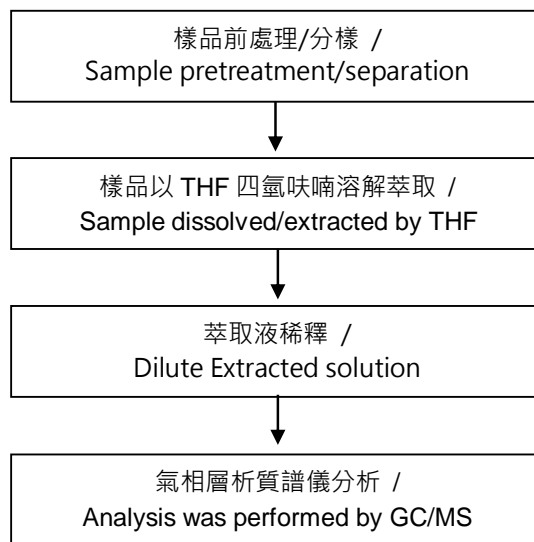 樣品前處理/分樣 /
Sample pretreatment/separation
樣品以 THF 四氫呋喃溶解萃取 /
Sample dissolved/extracted by THF
萃取液稀釋 /
Dilute Extracted solution
氣相層析質譜儀分析 /
Analysis was performed by GC/MS